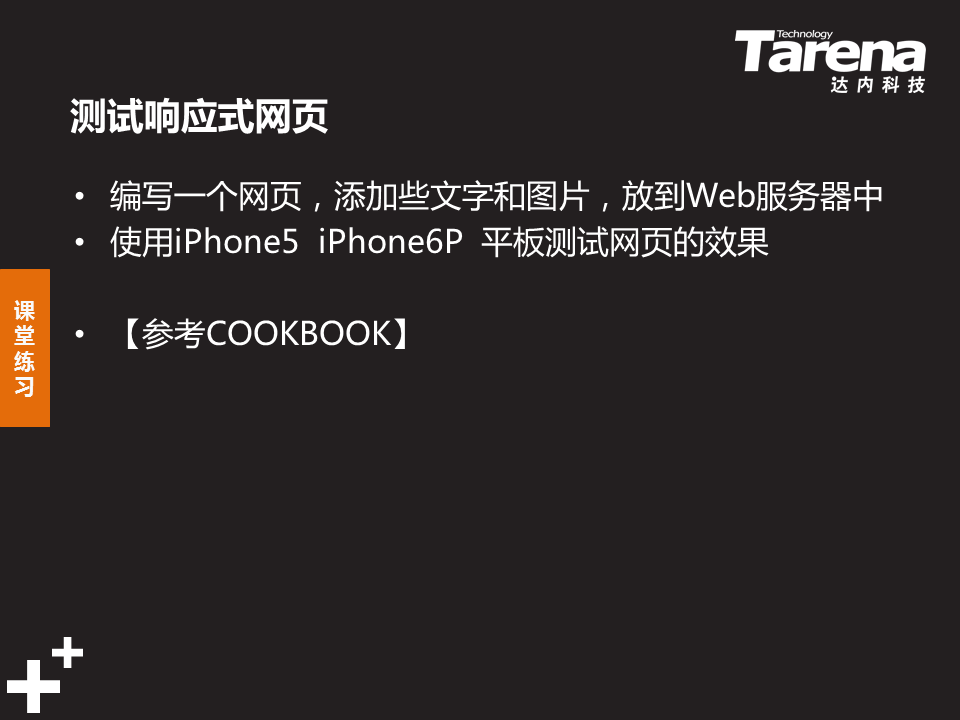 Technology
Tarena
达内科技
测试响应式网页
• 编写一个网页，添加些文字和图片，放到Web服务器中
• 使用iPhone5 iPhone6P 平板测试网页的效果
• 【参考COOKBOOK】
课堂练习